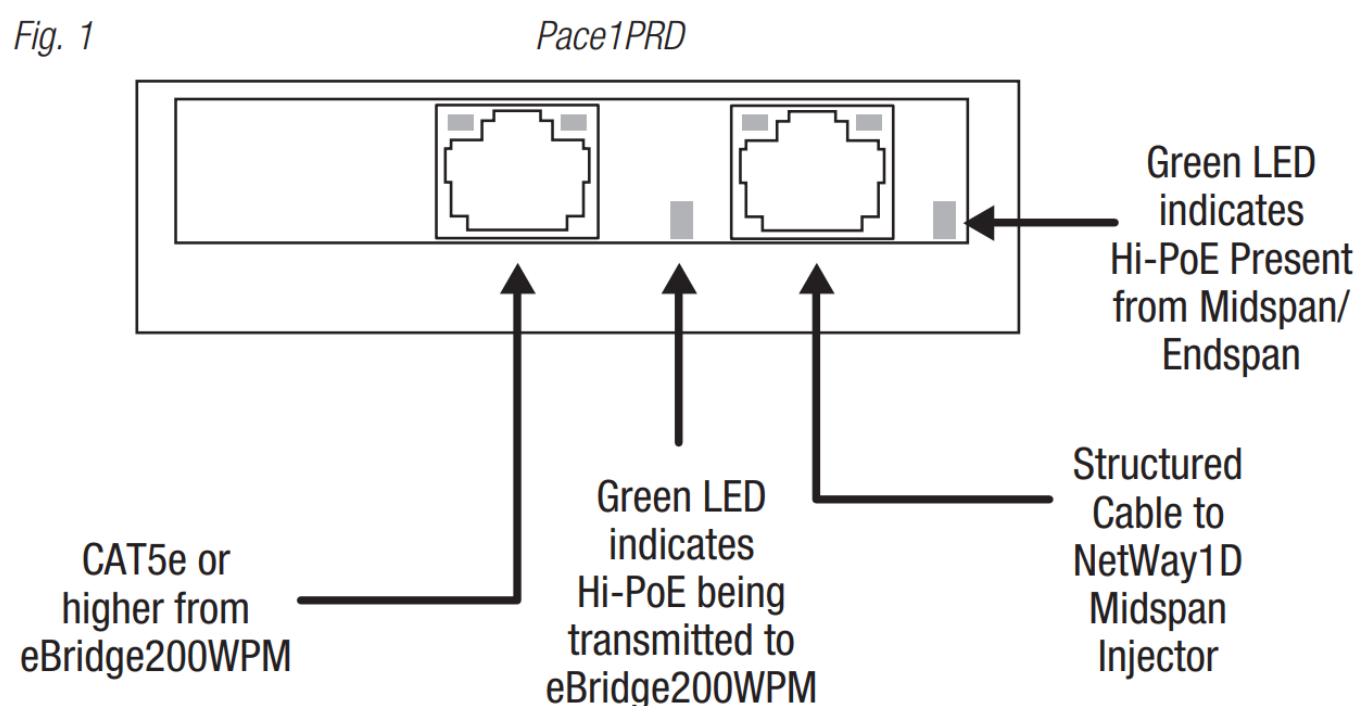 Fig. 1
Pace1PRD
Green LED
indicates
Hi-PoE Present
from Midspan/
Endspan
Structured
Cable to
NetWay1D
Midspan
Injector
Green LED
indicates
Hi-PoE being
transmitted to
eBridge200WPM
CAT5e or
higher from
eBridge200WPM